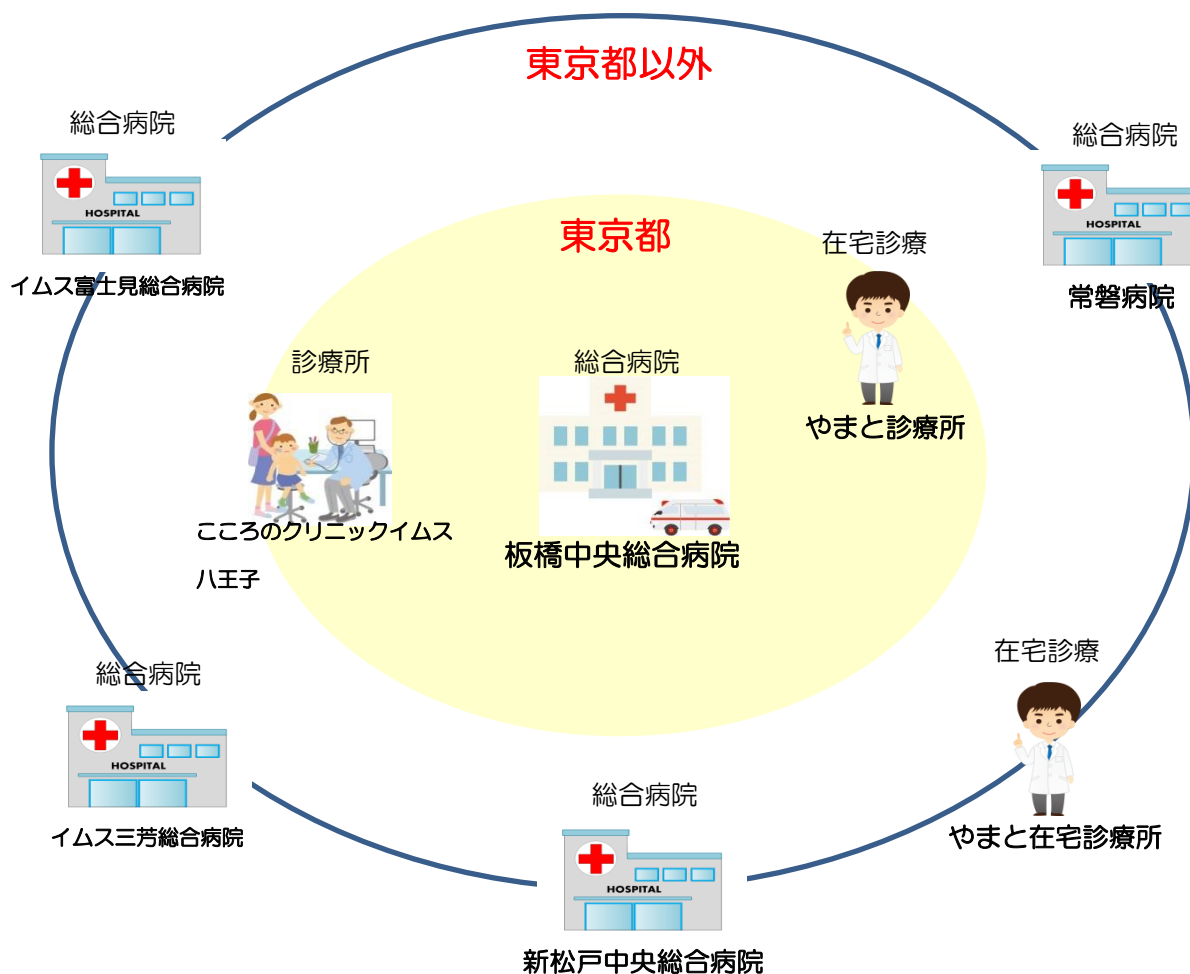 東京都以外
総合病院
HOSPITAL
イムス富士見総合病院
総合病院
HOSPITAL
常磐病院
東京都
在宅診療
やまと診療所
診療所
こころのクリニックイムス
八王子
総合病院
板橋中央総合病院
総合病院
HOSPITAL
イムス三芳総合病院
在宅診療
やまと在宅診療所
総合病院
HOSPITAL
新松戸中央総合病院